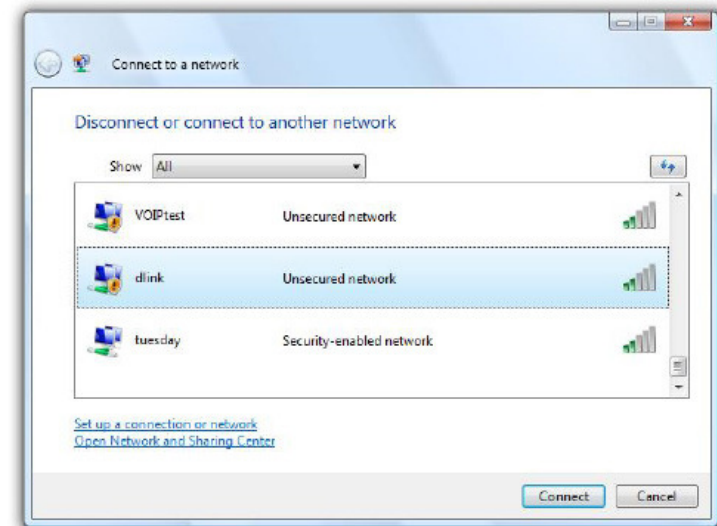 Connect to a network
Disconnect or connect to another network
Show All
VOIPtest Unsecured network
dlink Unsecured network
tuesday Security-enabled network
Set up a connection or network
Open Network and Sharing Center
Connect Cancel